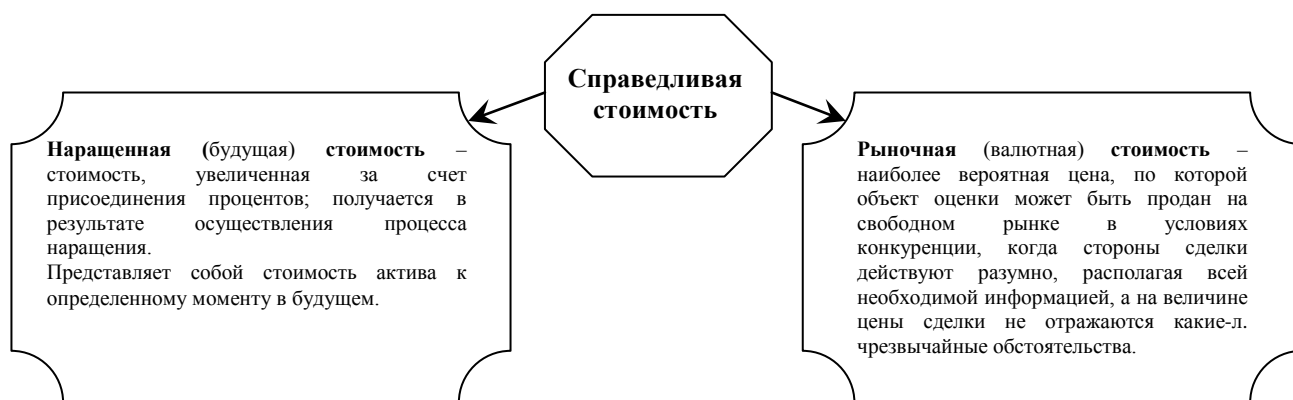 Справедливая
стоимость
Наращенная (будущая) стоимость –
стоимость, увеличенная за счет
присоединения процентов; получается в
результате осуществления процесса
наращения.
Представляет собой стоимость актива к
определенному моменту в будущем.
Рыночная (валютная) стоимость –
наиболее вероятная цена, по которой
объект оценки может быть продан на
свободном рынке в условиях
конкуренции, когда стороны сделки
действуют разумно, располагая всей
необходимой информацией, а на величине
цены сделки не отражаются какие-л.
чрезвычайные обстоятельства.